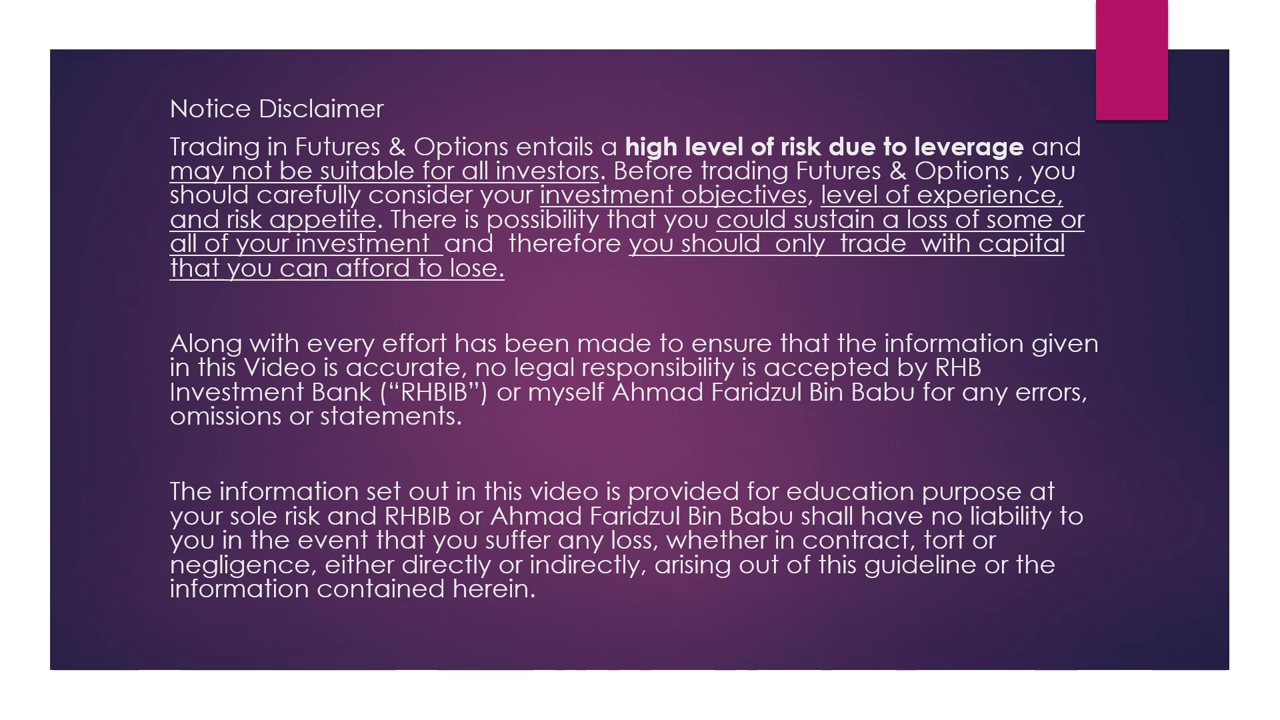 Notice Disclaimer
Trading in Futures & Options entails a high level of risk due to leverage and
may not be suitable for all investors. Before trading Futures & Options , you
should carefully consider your investment objectives, level of experience,
and risk appetite. There is possibility that you could sustain a loss of some or
all of your investment  and  therefore you should  only  trade  with capital
that you can afford to lose.
Along with every effort has been made to ensure that the information given
in this Video is accurate, no legal responsibility is accepted by RHB
Investment Bank (“RHBIB”) or myself Ahmad Faridzul Bin Babu for any errors,
omissions or statements.
The information set out in this video is provided for education purpose at
your sole risk and RHBIB or Ahmad Faridzul Bin Babu shall have no liability to
you in the event that you suffer any loss, whether in contract, tort or
negligence, either directly or indirectly, arising out of this guideline or the
information contained herein.